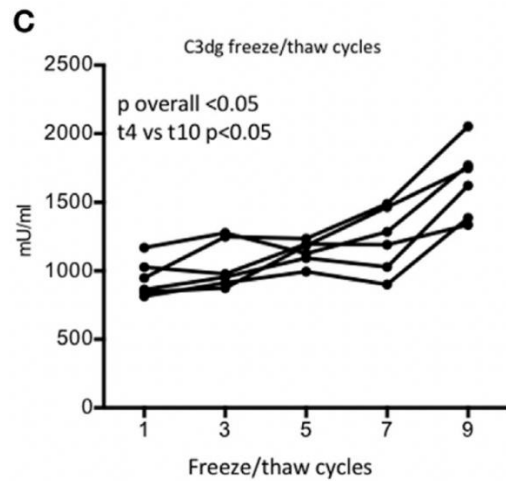 C
C3dg freeze/thaw cycles
2500
p overall <0.05
t4 vs t10 p<0.05
2000
1500
mU/ml
1000
500
0
1 3 5 7 9
Freeze/thaw cycles